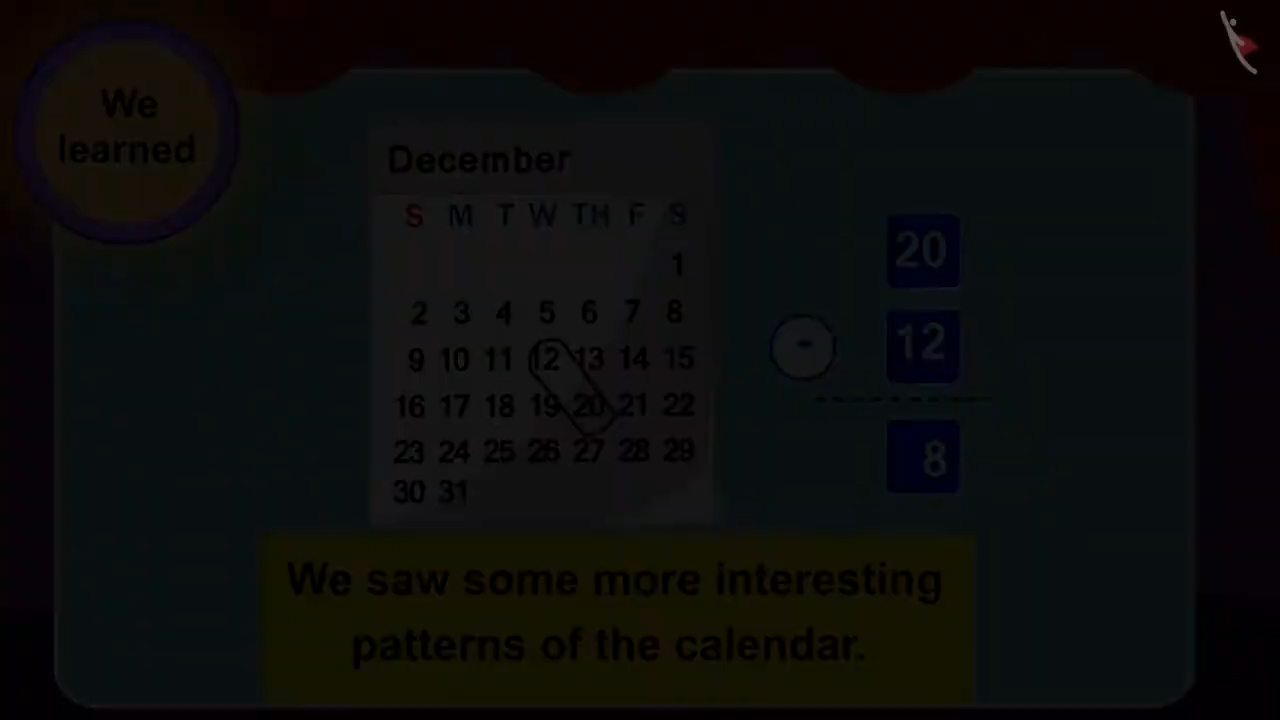 We
learned
December
S M T W TH F S
1
2 3 4 5 6 7 8
9 10 11 12 13 14 15
16 17 18 19 20 21 22
23 24 25 26 27 28 29
30 31
20
- 12
8
We saw some more interesting
patterns of the calendar.